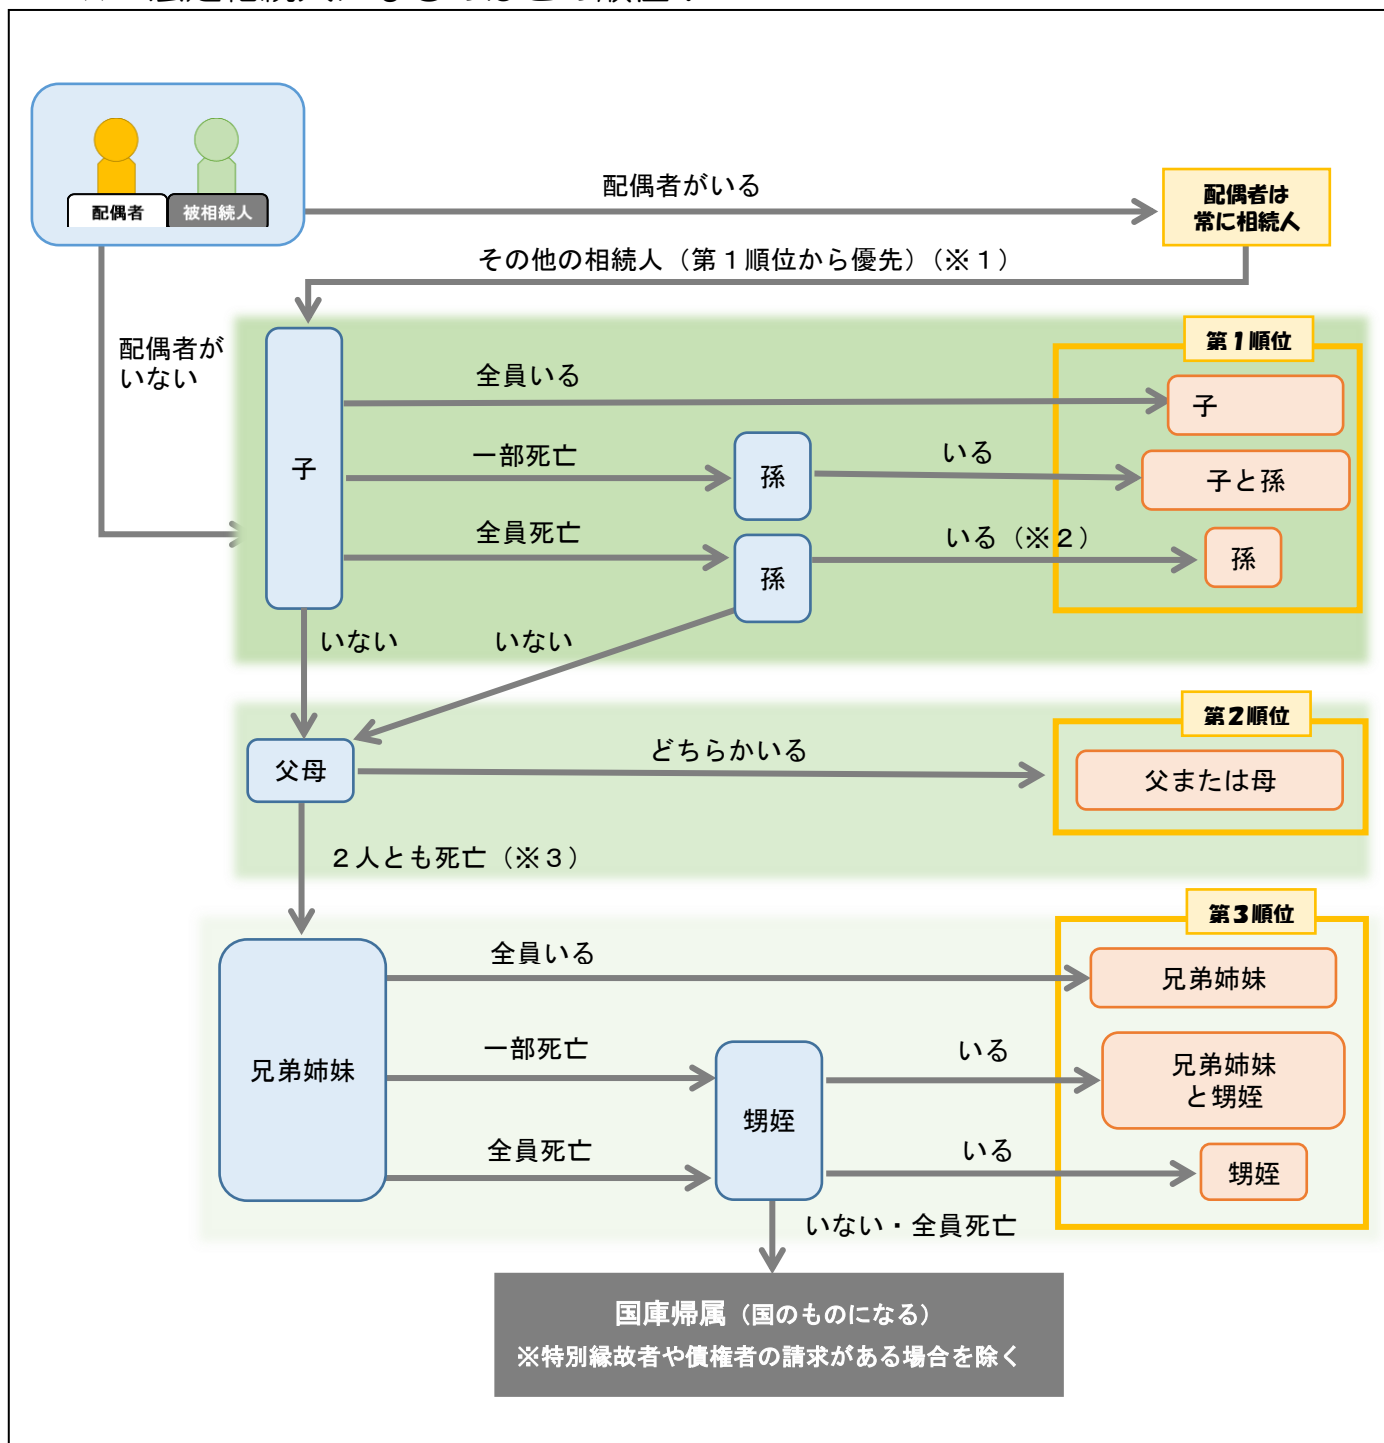 配偶者
被相続人
配偶者がいる
配偶者は
常に相続人
その他の相続人（第１順位から優先）（※１）
配偶者が
いない
第１順位
子
全員いる
子
一部死亡
孫
いる
子と孫
全員死亡
孫
いる（※２）
孫
いない
いない
第２順位
父母
どちらかいる
父または母
２人とも死亡（※３）
第３順位
兄弟姉妹
全員いる
兄弟姉妹
一部死亡
甥姪
いる
兄弟姉妹
と甥姪
全員死亡
いる
甥姪
いない・全員死亡
国庫帰属（国のものになる）
※特別縁故者や債権者の請求がある場合を除く